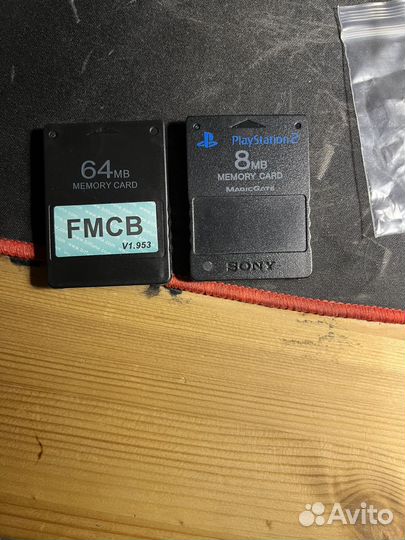 64MB
MEMORY CARD
FMCB
V1.953
PlayStation 2
8MB
MEMORY CARD
MAGICGATE
SONY
Avito